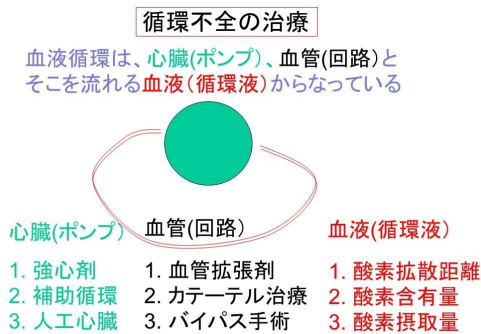 循環不全の治療
血液循環は、心臓(ポンプ)、血管(回路)と
そこを流れる血液(循環液)からなっている
心臓(ポンプ)
1. 強心剤
2. 補助循環
3. 人工心臓
血管(回路)
1. 血管拡張剤
2. カテーテル治療
3. バイパス手術
血液(循環液)
1. 酸素拡散距離
2. 酸素含有量
3. 酸素摂取量